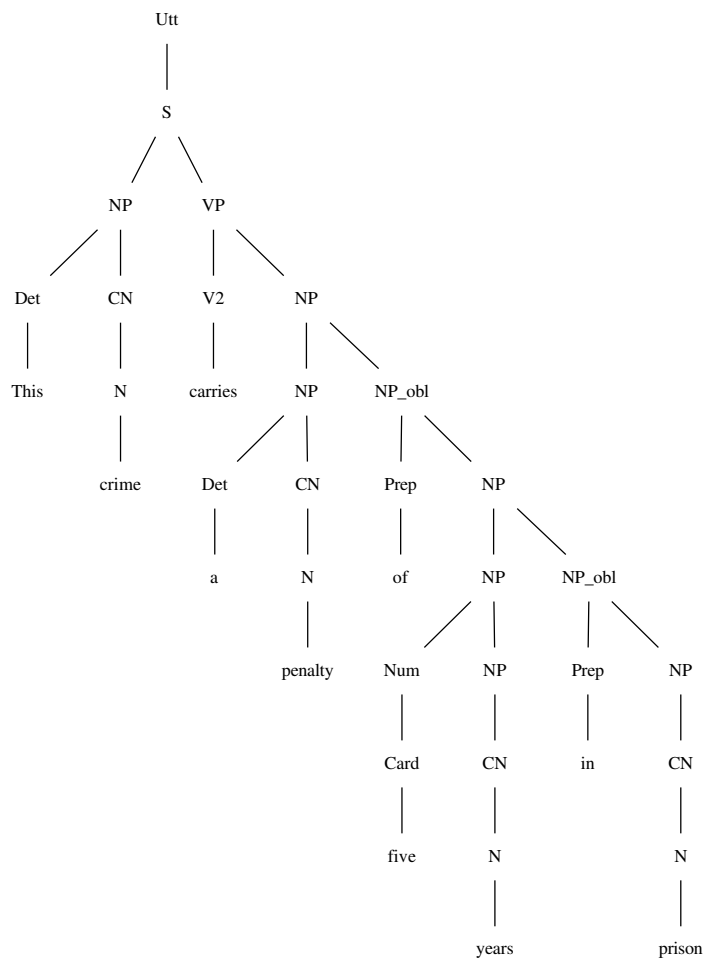 Utt
S
NP VP
Det CN V2 NP
This N carries NP NP_obl
crime Det CN Prep NP
a N of NP NP_obl
penalty Num NP Prep NP
Card CN in CN
five N N
years prison